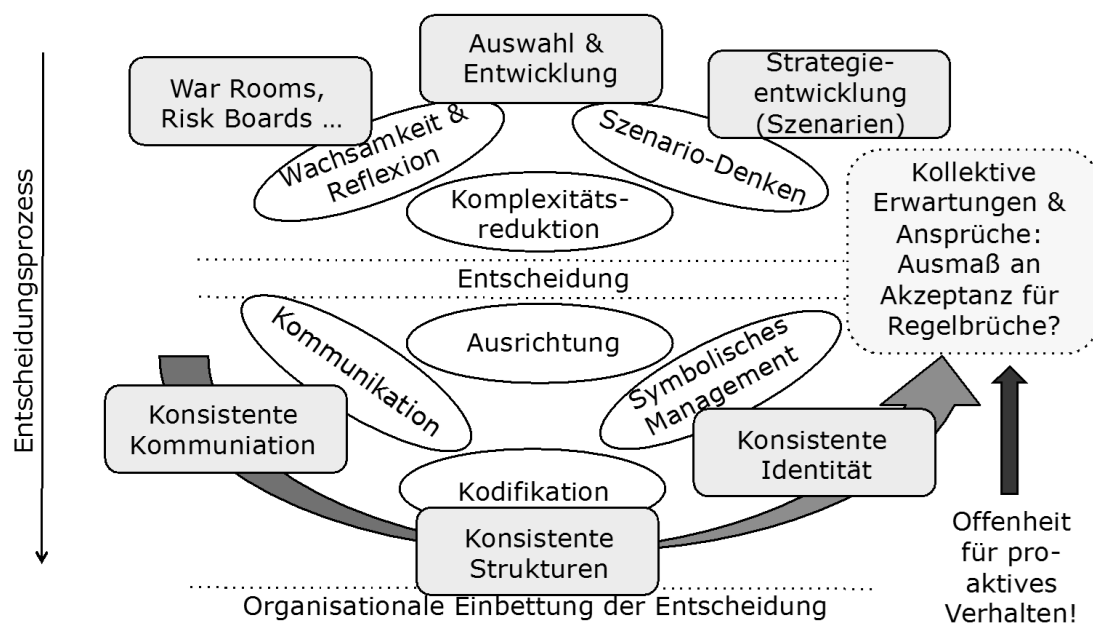 Entscheidungsprozess
Auswahl &
Entwicklung
War Rooms,
Risk Boards ...
Strategie-
entwicklung
(Szenarien)
Wachsamkeit &
Reflexion
Szenario-Denken
Komplexitäts-
reduktion
Kollektive
Erwartungen &
Ansprüche:
Ausmaß an
Akzeptanz für
Regelbrüche?
Entscheidung
Kommunikation
Ausrichtung
Symbolisches
Management
Konsistente
Kommuniation
Konsistente
Identität
Kodifikation
Konsistente
Strukturen
Offenheit
für pro-
aktives
Verhalten!
Organisationale Einbettung der Entscheidung